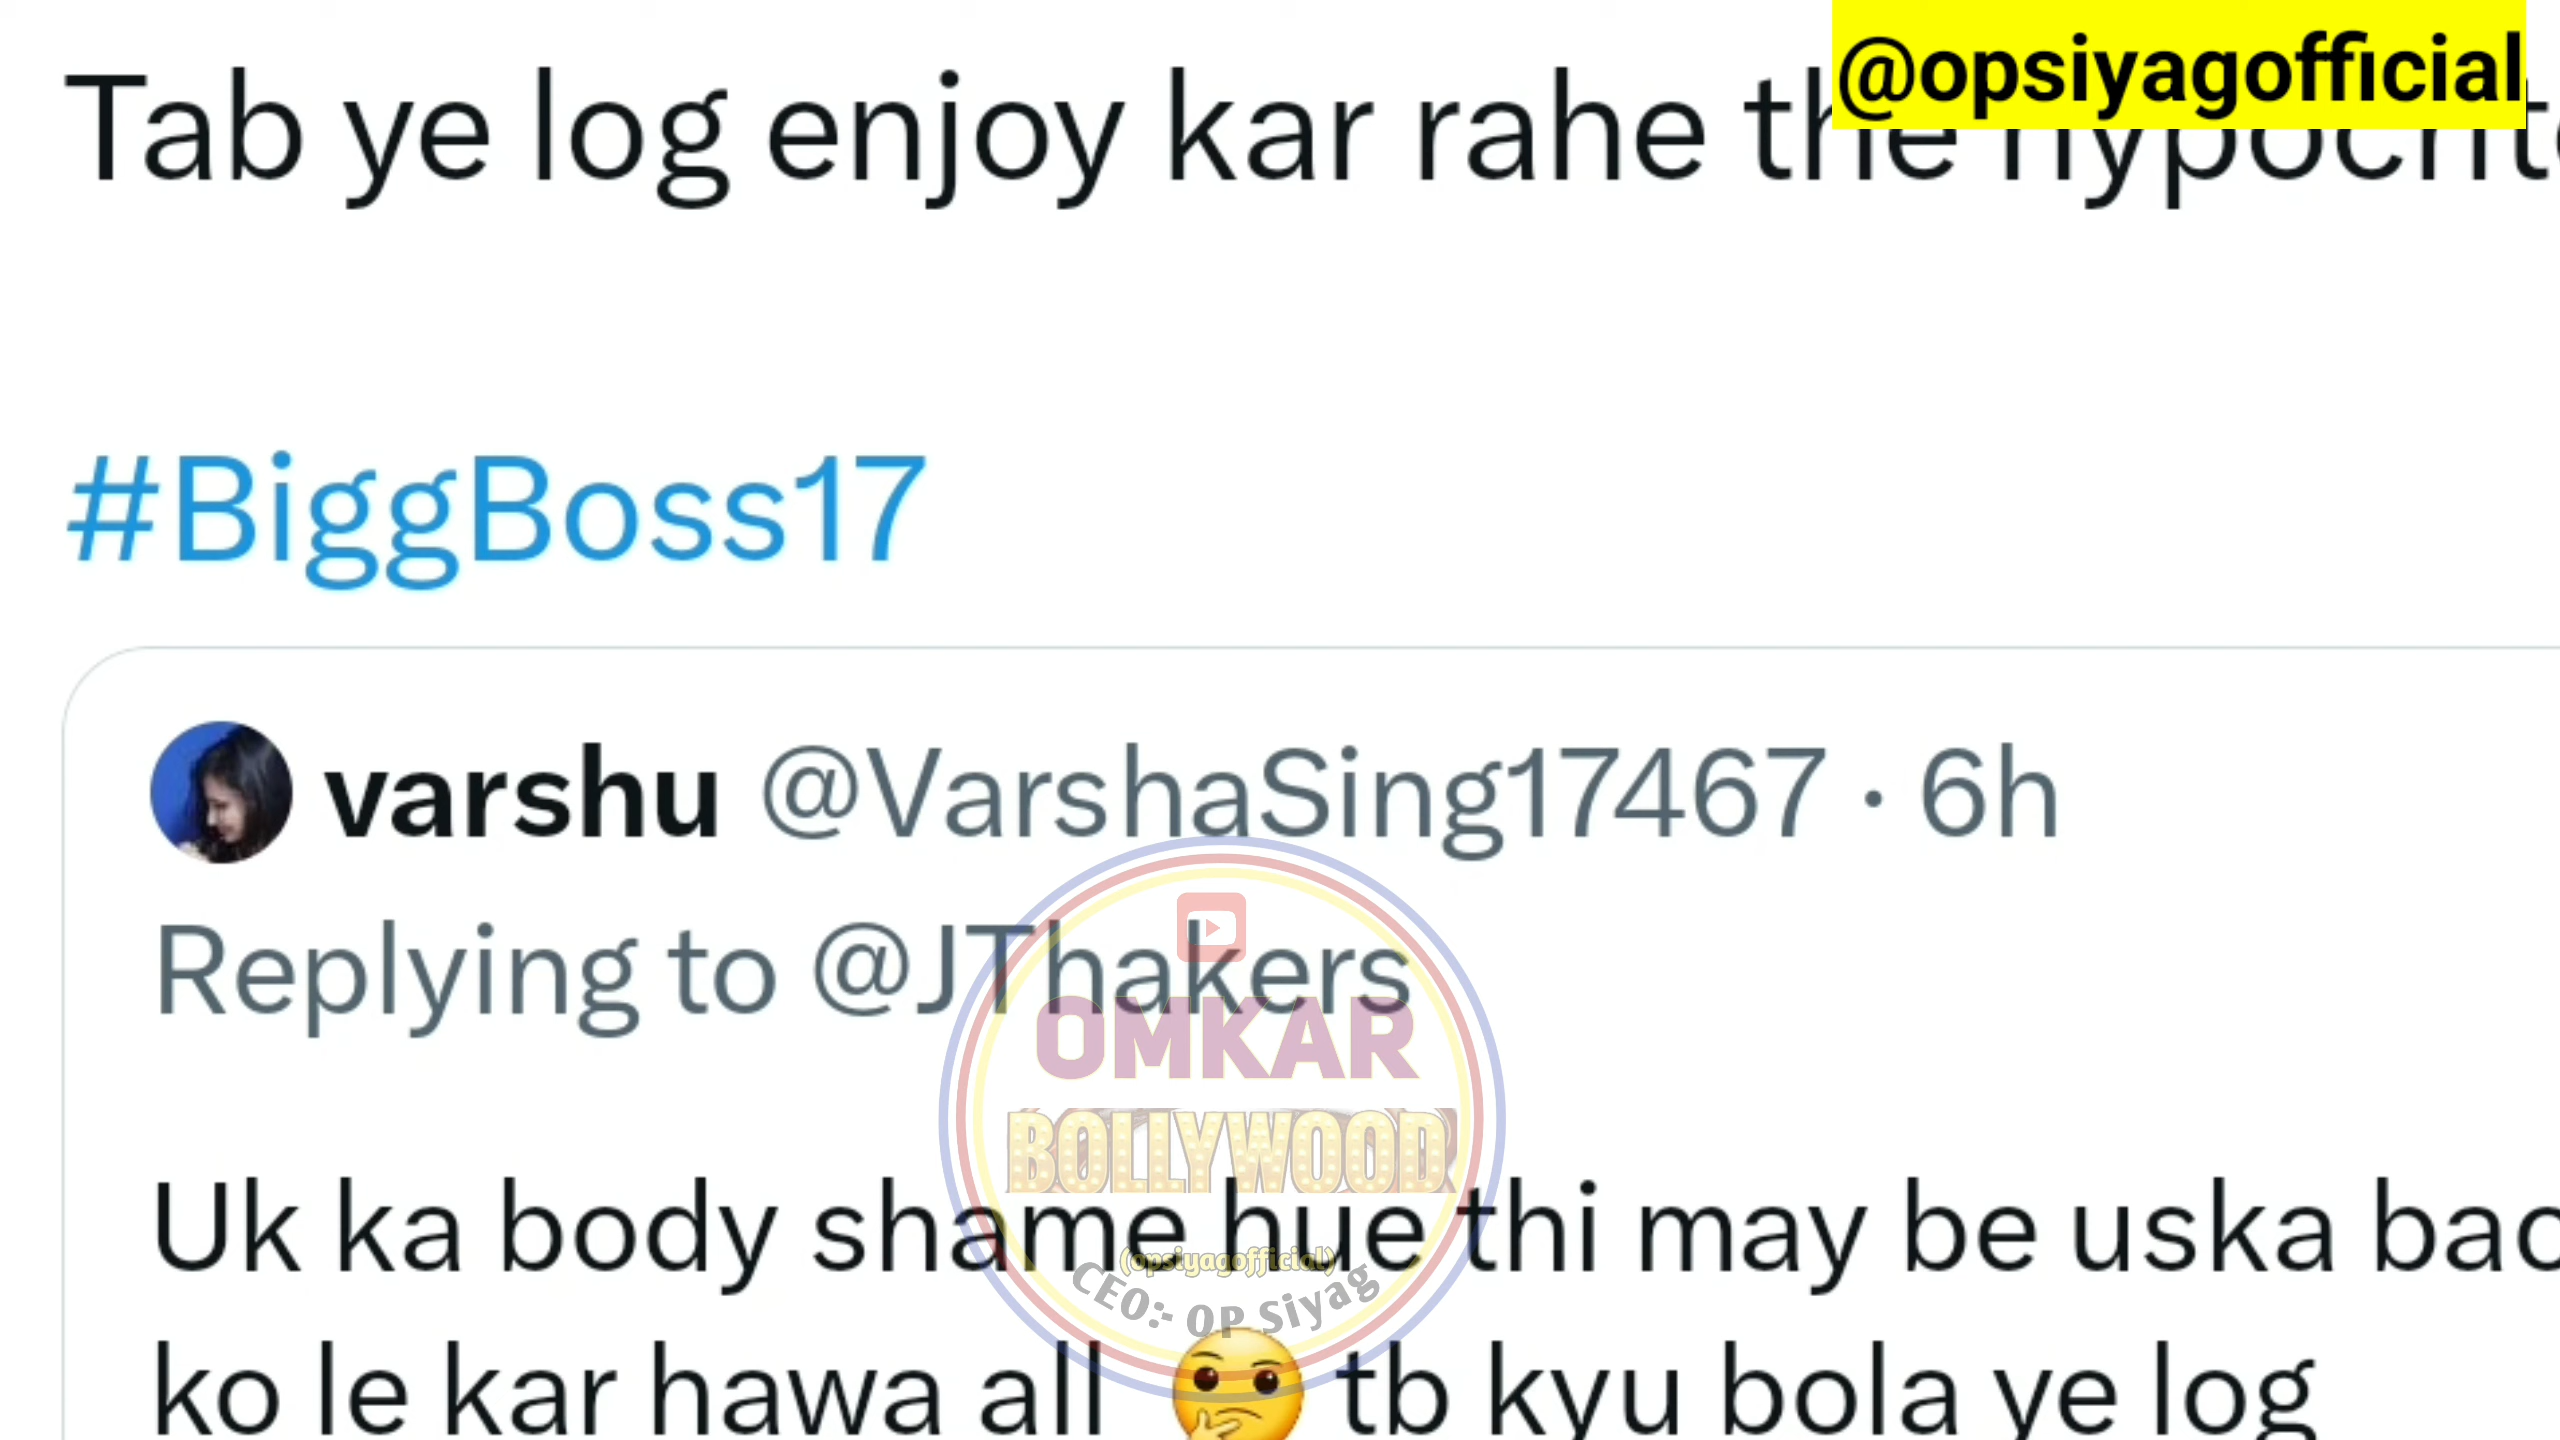 @opsiyagofficial
Tab ye log enjoy kar rahe the
#BiggBoss17
varshu @VarshaSing17467 · 6h
Replying to @JThakers
OMKAR
BOLLYWOOD
Uk ka body shame hue thi may be uska
(opsiyagofficial)
CEO:- OP Siyag
ko le kar hawa all 🤔 tb kyu bola ye log